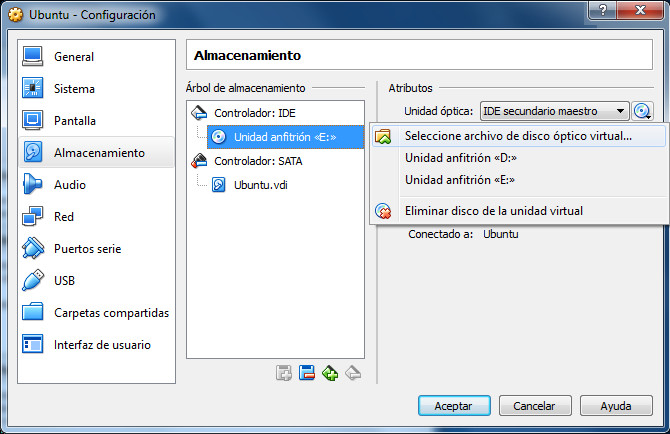 Ubuntu - Configuración
?
General
Sistema
Pantalla
Almacenamiento
Audio
Red
Puertos serie
USB
Carpetas compartidas
Interfaz de usuario
Almacenamiento
Árbol de almacenamiento
Controlador: IDE
Unidad anfitrión «E:»
Controlador: SATA
Ubuntu.vdi
Atributos
Unidad óptica: IDE secundario maestro
Seleccione archivo de disco óptico virtual...
Unidad anfitrión «D:»
Unidad anfitrión «E:»
Eliminar disco de la unidad virtual
Conectado a: Ubuntu
Aceptar Cancelar Ayuda